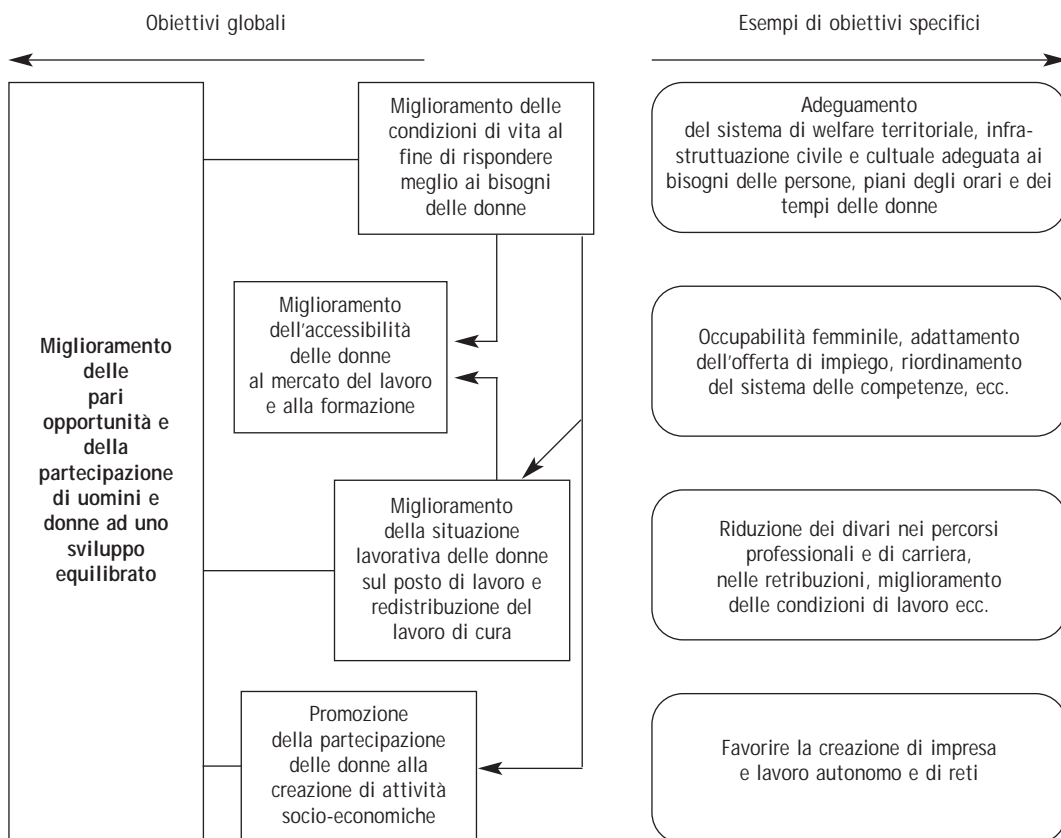 Obiettivi globali
Esempi di obiettivi specifici
Miglioramento
delle
pari
opportunità e
della
partecipazione
di uomini e
donne ad uno
sviluppo
equilibrato
Miglioramento delle
condizioni di vita al
fine di rispondere
meglio ai bisogni
delle donne
Adeguamento
del sistema di welfare territoriale, infra-
struttuazione civile e cultuale adeguata ai
bisogni delle persone, piani degli orari e dei
tempi delle donne
Miglioramento
dell'accessibilità
delle donne
al mercato del lavoro
e alla formazione
Occupabilità femminile, adattamento
dell'offerta di impiego, riordinamento
del sistema delle competenze, ecc.
Miglioramento
della situazione
lavorativa delle donne
sul posto di lavoro e
redistribuzione del
lavoro di cura
Riduzione dei divari nei percorsi
professionali e di carriera,
nelle retribuzioni, miglioramento
delle condizioni di lavoro ecc.
Promozione
della partecipazione
delle donne alla
creazione di attività
socio-economiche
Favorire la creazione di impresa
e lavoro autonomo e di reti